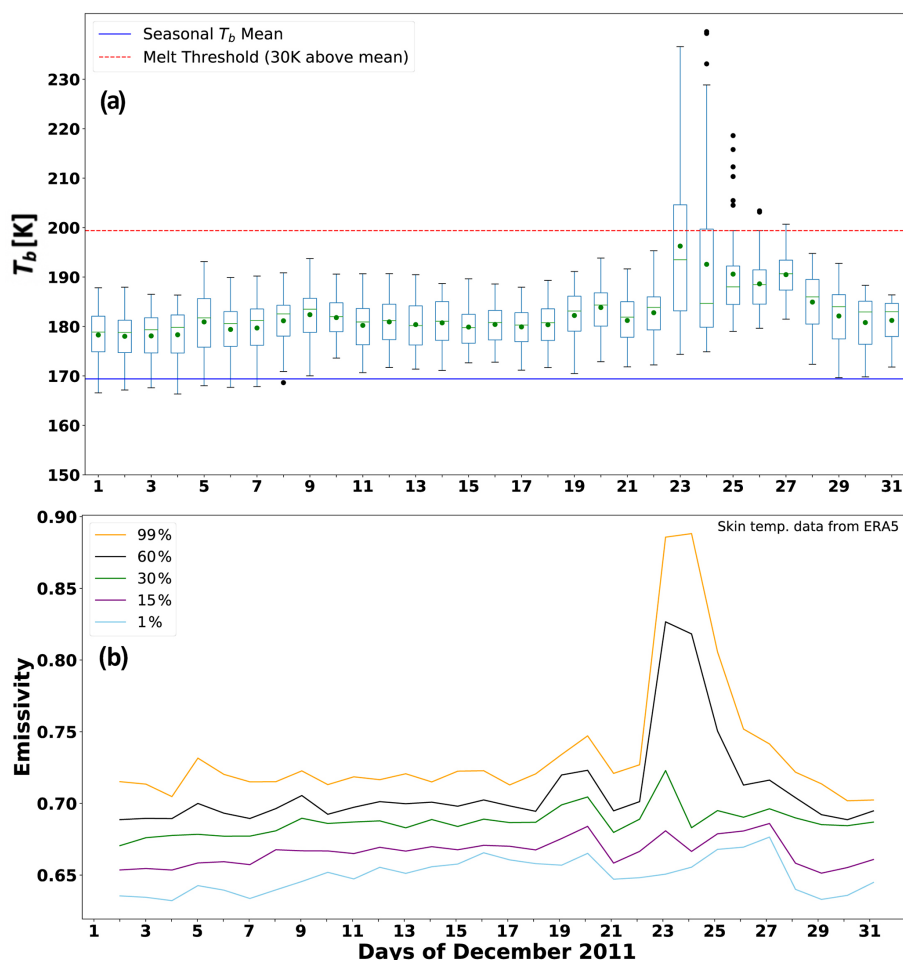 Seasonal T_b Mean
Melt Threshold (30K above mean)
(a)
T_b[K]
230
220
210
200
190
180
170
160
150
1 3 5 7 9 11 13 15 17 19 21 23 25 27 29 31
0.90
99%
60%
30%
15%
1%
Skin temp. data from ERA5
(b)
Emissivity
0.85
0.80
0.75
0.70
0.65
1 3 5 7 9 11 13 15 17 19 21 23 25 27 29 31
Days of December 2011